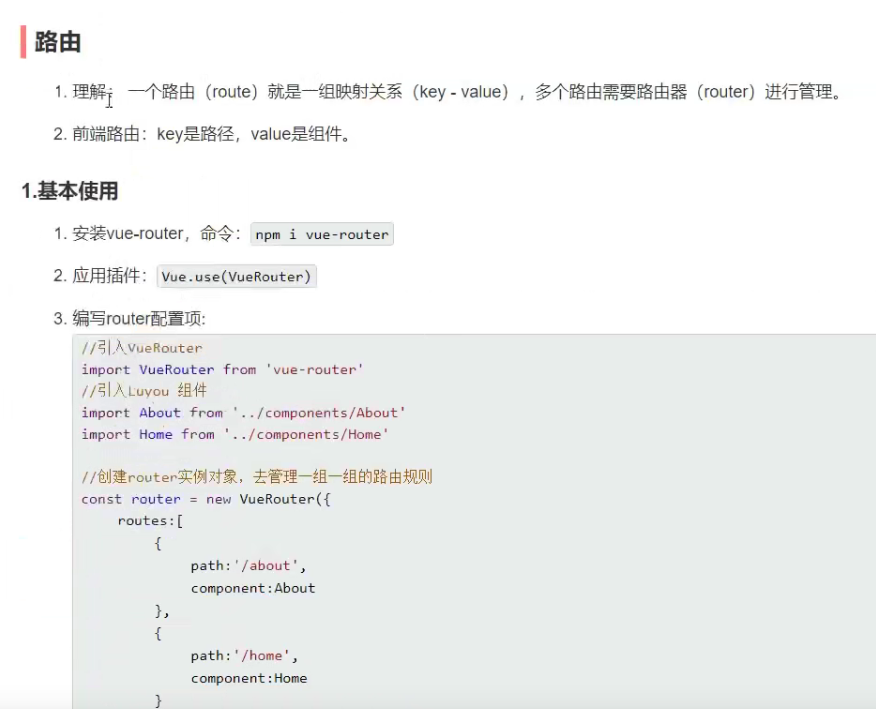 路由
1. 理解: 一个路由（route）就是一组映射关系（key - value），多个路由需要路由器（router）进行管理。
2. 前端路由：key是路径，value是组件。
1.基本使用
1. 安装vue-router，命令：npm i vue-router
2. 应用插件：Vue.use(VueRouter)
3. 编写router配置项:
//引入VueRouter
import VueRouter from 'vue-router'
//引入Luyou 组件
import About from '../components/About'
import Home from '../components/Home'
//创建router实例对象，去管理一组一组的路由规则
const router = new VueRouter({
routes:[
{
path:'/about',
component:About
},
{
path:'/home',
component:Home
}